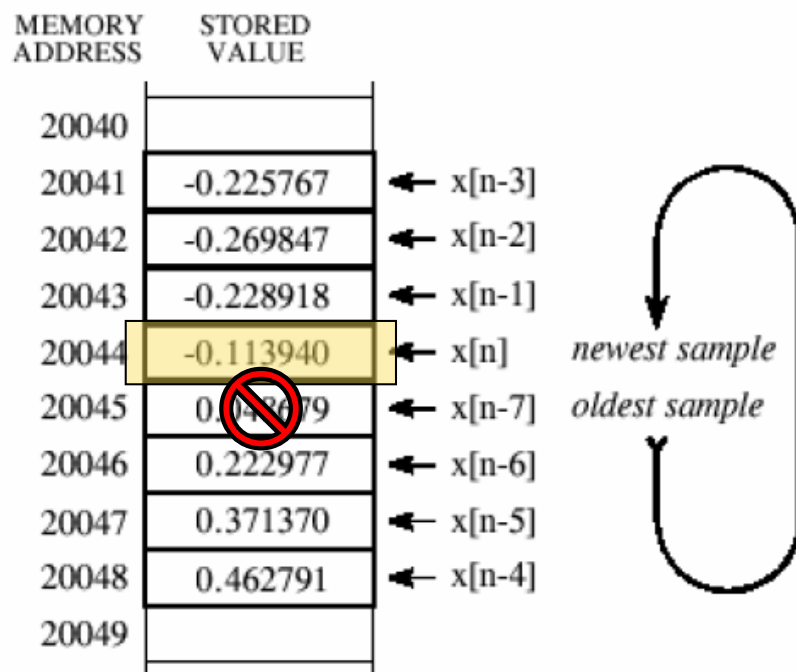 MEMORY ADDRESS STORED VALUE
20040
20041 -0.225767 x[n-3]
20042 -0.269847 x[n-2]
20043 -0.228918 x[n-1]
20044 -0.113940 x[n] newest sample
20045 x[n-7] oldest sample
20046 0.222977 x[n-6]
20047 0.371370 x[n-5]
20048 0.462791 x[n-4]
20049